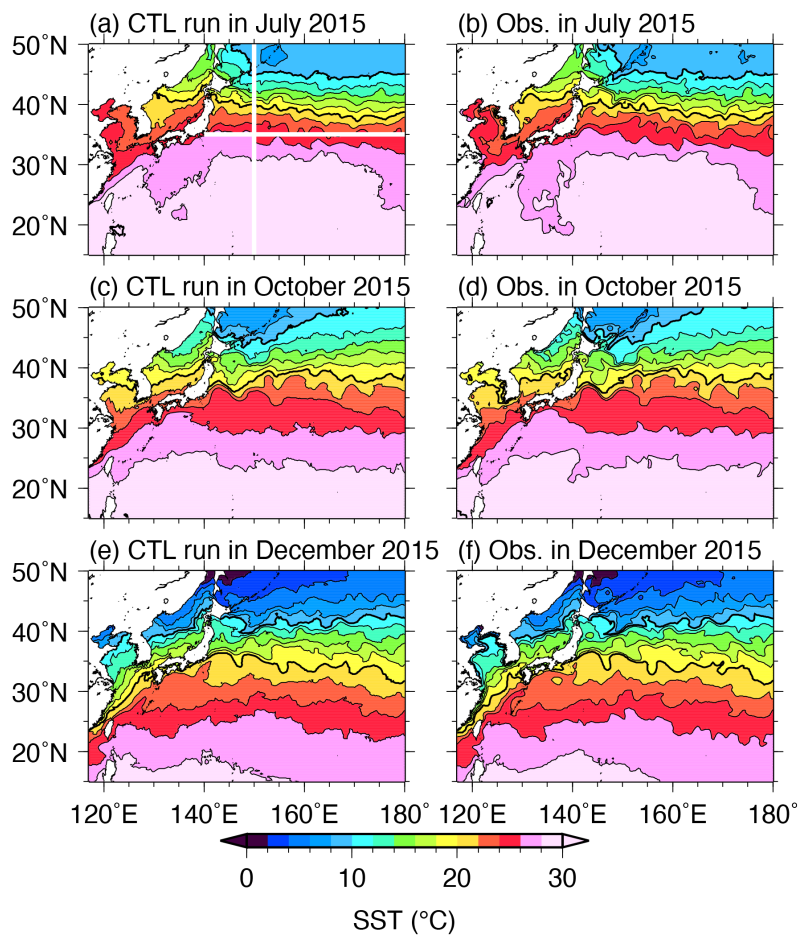 (a) CTL run in July 2015 (b) Obs. in July 2015
50°N
40°N
30°N
20°N
(c) CTL run in October 2015 (d) Obs. in October 2015
50°N
40°N
30°N
20°N
(e) CTL run in December 2015 (f) Obs. in December 2015
50°N
40°N
30°N
20°N
120°E 140°E 160°E 180° 120°E 140°E 160°E 180°
0 10 20 30
SST (°C)